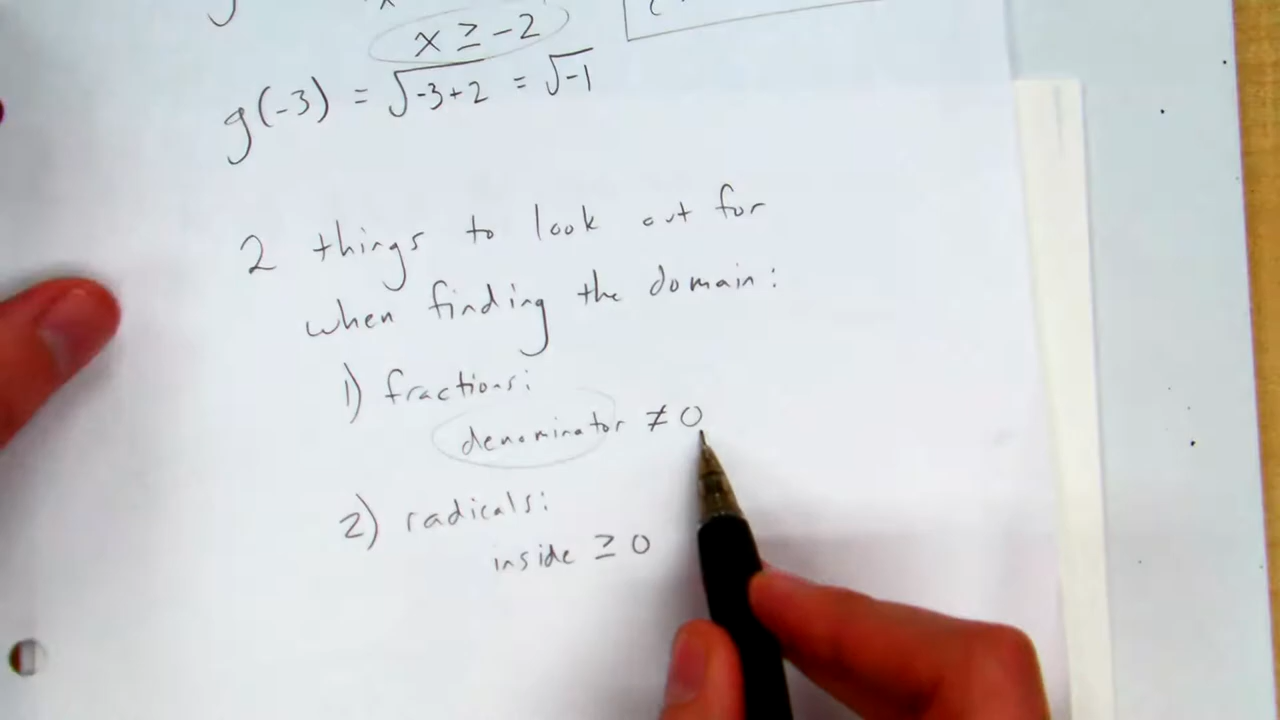 x ≥ -2
g(-3) = √-3+2 = √-1
2 things to look out for
when finding the domain:
1) fractions:
denominator ≠ 0
2) radicals:
inside ≥ 0